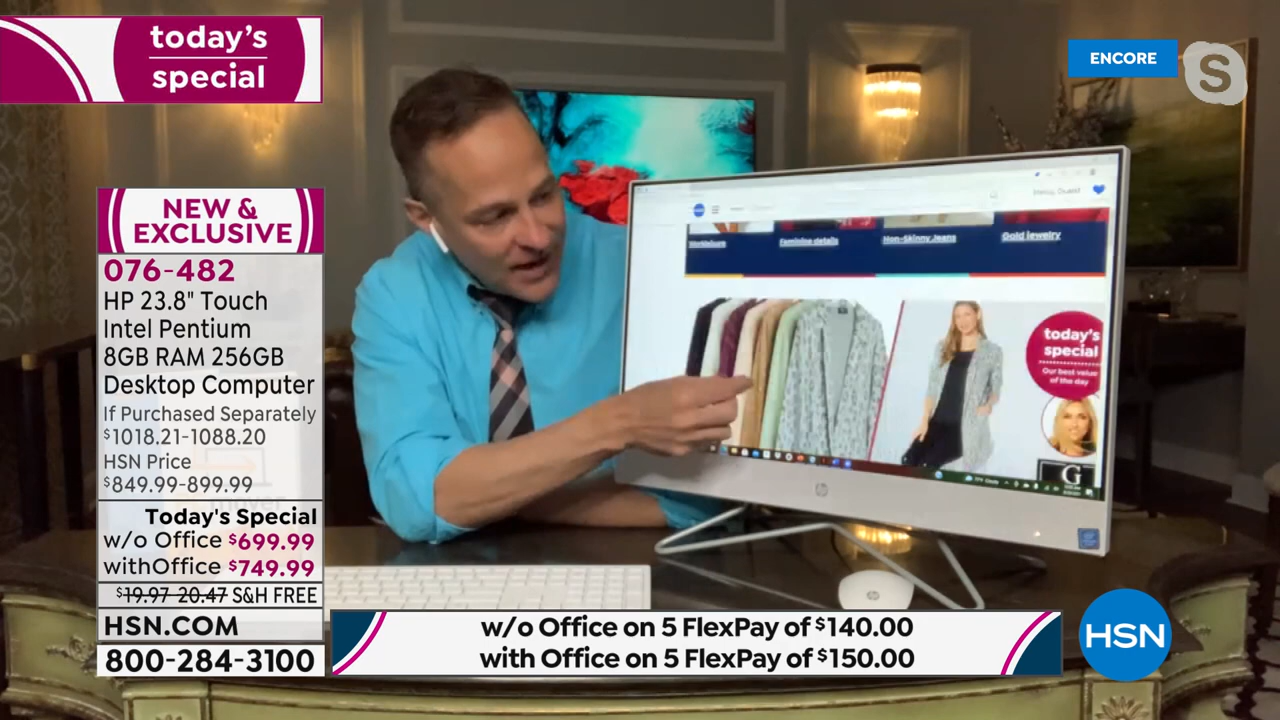 today's
special
ENCORE
S
NEW &
EXCLUSIVE
076-482
HP 23.8" Touch
Intel Pentium
8GB RAM 256GB
Desktop Computer
If Purchased Separately
$1018.21-1088.20
HSN Price
$849.99-899.99
Today's Special
w/o Office $699.99
withOffice $749.99
$19.97-20.47 S&H FREE
HSN.COM
800-284-3100
Feminine details
Non-Skinny Jeans
Gold jewelry
today's
special
Our best value
of the day
G
hp
hp
w/o Office on 5 FlexPay of $140.00
with Office on 5 FlexPay of $150.00
HSN